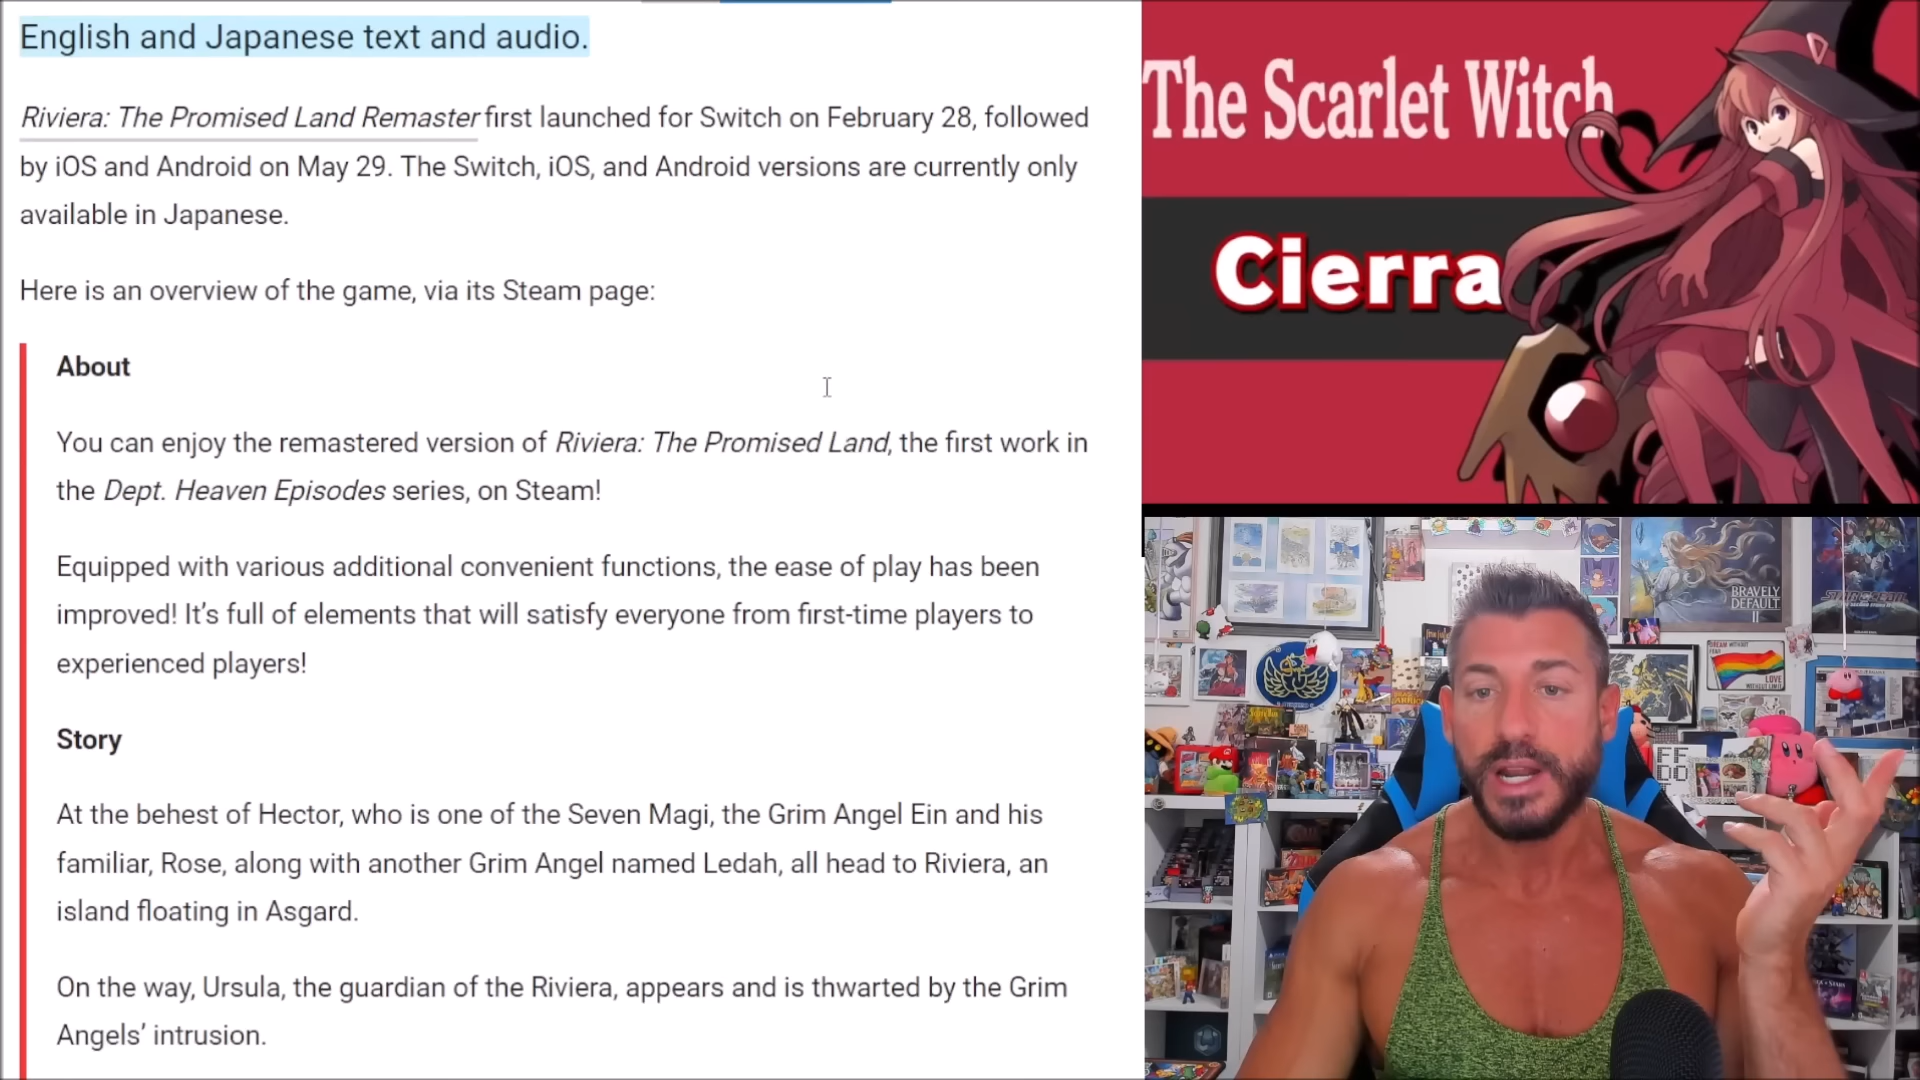 English and Japanese text and audio.
Riviera: The Promised Land Remaster first launched for Switch on February 28, followed
by iOS and Android on May 29. The Switch, iOS, and Android versions are currently only
available in Japanese.
Here is an overview of the game, via its Steam page:
About
You can enjoy the remastered version of Riviera: The Promised Land, the first work in
the Dept. Heaven Episodes series, on Steam!
Equipped with various additional convenient functions, the ease of play has been
improved! It’s full of elements that will satisfy everyone from first-time players to
experienced players!
Story
At the behest of Hector, who is one of the Seven Magi, the Grim Angel Ein and his
familiar, Rose, along with another Grim Angel named Ledah, all head to Riviera, an
island floating in Asgard.
On the way, Ursula, the guardian of the Riviera, appears and is thwarted by the Grim
Angels’ intrusion.
The Scarlet Witch
Cierra
BRAVELY
DEFAULT
II
LOVE